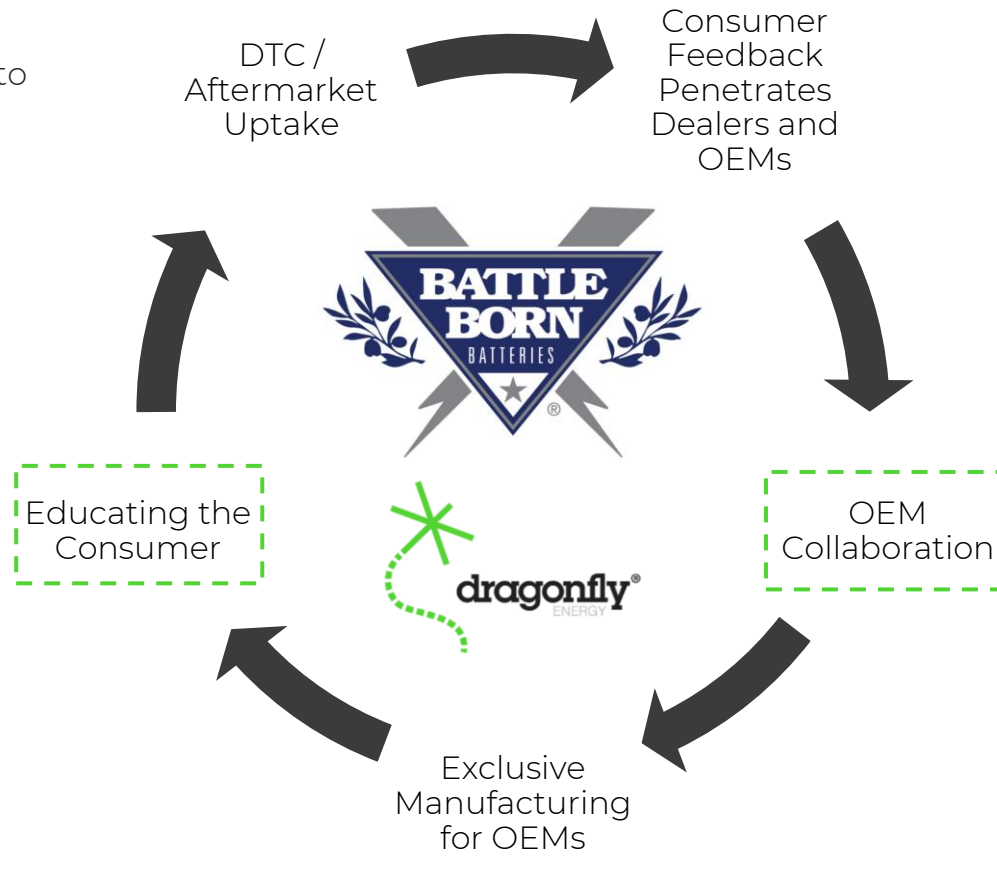 to
DTC /
Aftermarket
Uptake
Consumer
Feedback
Penetrates
Dealers and
OEMs
BATTLE
BORN
BATTERIES
®
Educating the
Consumer
OEM
Collaboration
dragonfly®
ENERGY
Exclusive
Manufacturing
for OEMs